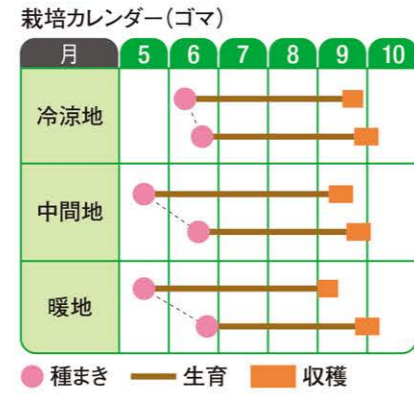 栽培カレンダー(ゴマ)
月 5 6 7 8 9 10
冷涼地
中間地
暖地
種まき 生育 収穫